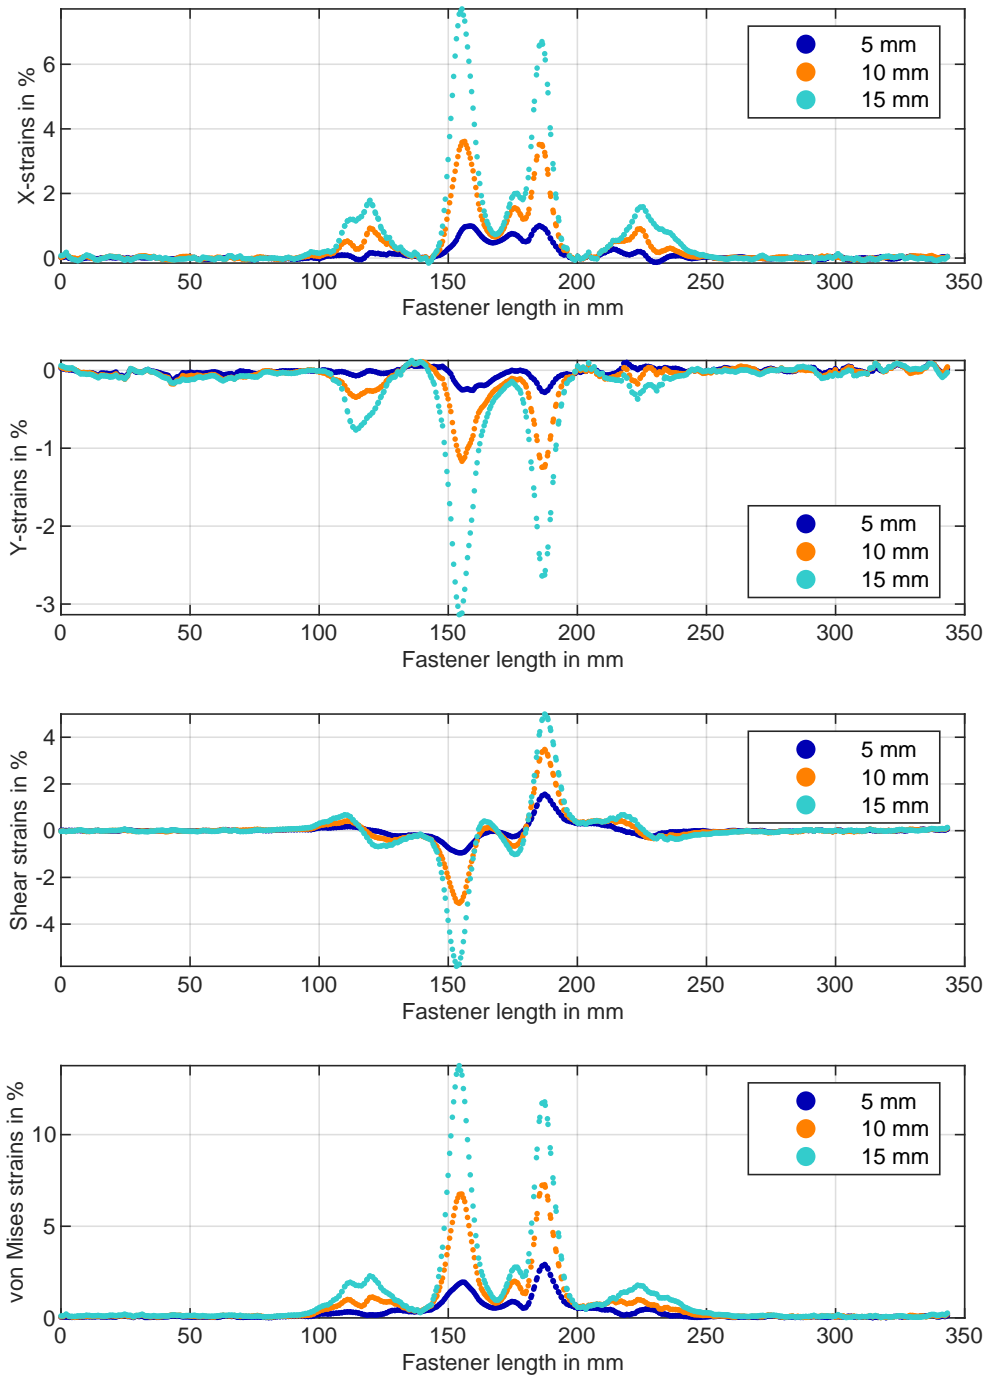 X-strains in %
6
4
2
0
5 mm
10 mm
15 mm
0 50 100 150 200 250 300 350
Fastener length in mm
Y-strains in %
0
-1
-2
-3
5 mm
10 mm
15 mm
0 50 100 150 200 250 300 350
Fastener length in mm
Shear strains in %
4
2
0
-2
-4
5 mm
10 mm
15 mm
0 50 100 150 200 250 300 350
Fastener length in mm
von Mises strains in %
10
5
0
5 mm
10 mm
15 mm
0 50 100 150 200 250 300 350
Fastener length in mm